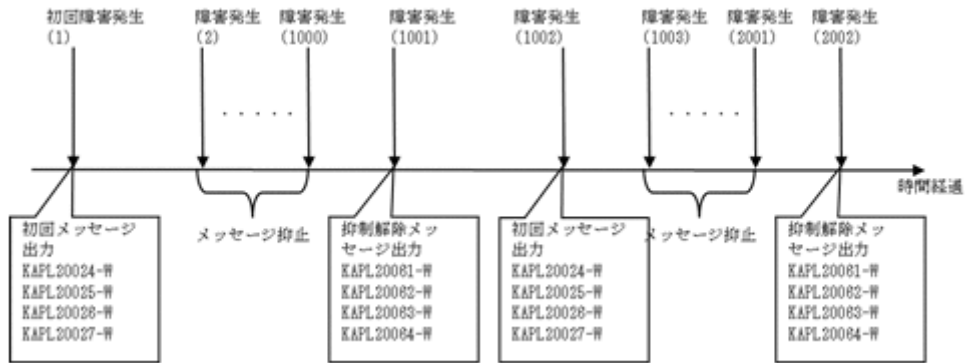 初回障害発生
(1)
障害発生
(2)
障害発生
(1000)
障害発生
(1001)
障害発生
(1002)
障害発生
(1003)
障害発生
(2001)
障害発生
(2002)
・・・・・
・・・・・
時間経過
初回メッセージ
出力
KAPL20024-W
KAPL20025-W
KAPL20026-W
KAPL20027-W
メッセージ抑止
抑制解除メッ
セージ出力
KAPL20061-W
KAPL20062-W
KAPL20063-W
KAPL20064-W
初回メッセージ
出力
KAPL20024-W
KAPL20025-W
KAPL20026-W
KAPL20027-W
メッセージ抑止
抑制解除メッ
セージ出力
KAPL20061-W
KAPL20062-W
KAPL20063-W
KAPL20064-W